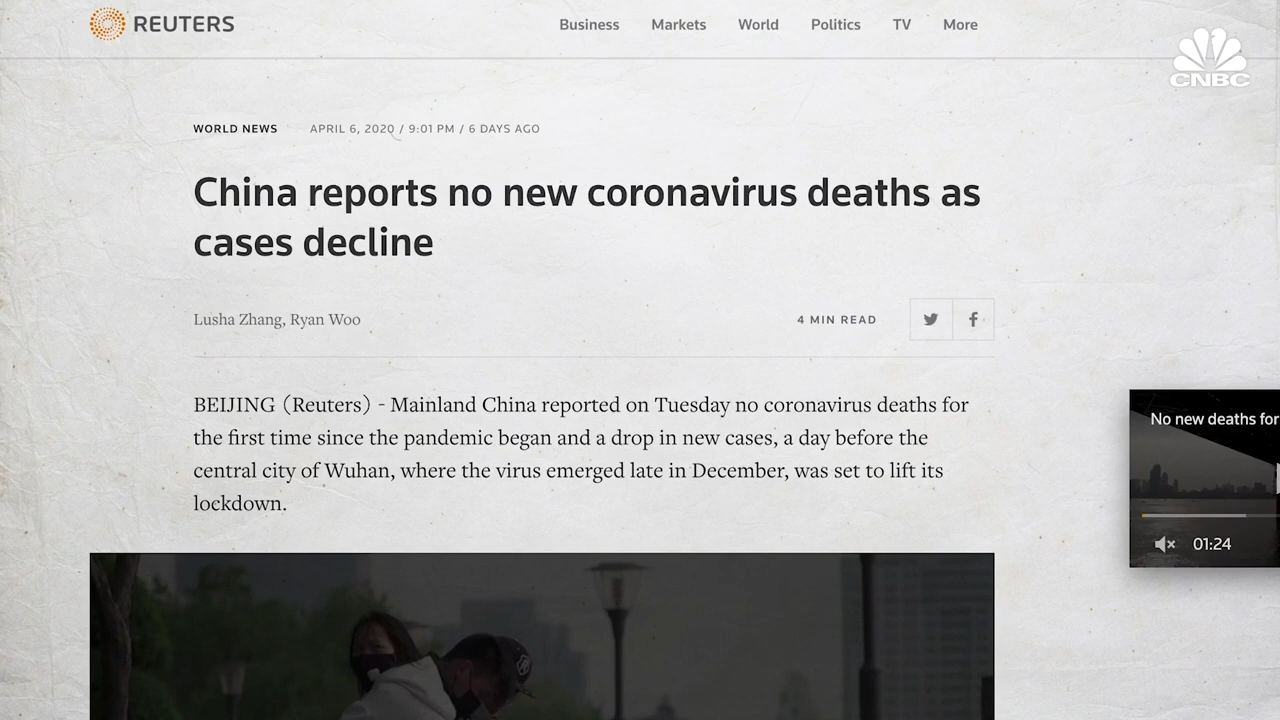 REUTERS
Business Markets World Politics TV More
CNBC
WORLD NEWS APRIL 6, 2020 / 9:01 PM / 6 DAYS AGO
China reports no new coronavirus deaths as
cases decline
Lusha Zhang, Ryan Woo
4 MIN READ
BEIJING (Reuters) - Mainland China reported on Tuesday no coronavirus deaths for
the first time since the pandemic began and a drop in new cases, a day before the
central city of Wuhan, where the virus emerged late in December, was set to lift its
lockdown.
No new deaths for
01:24